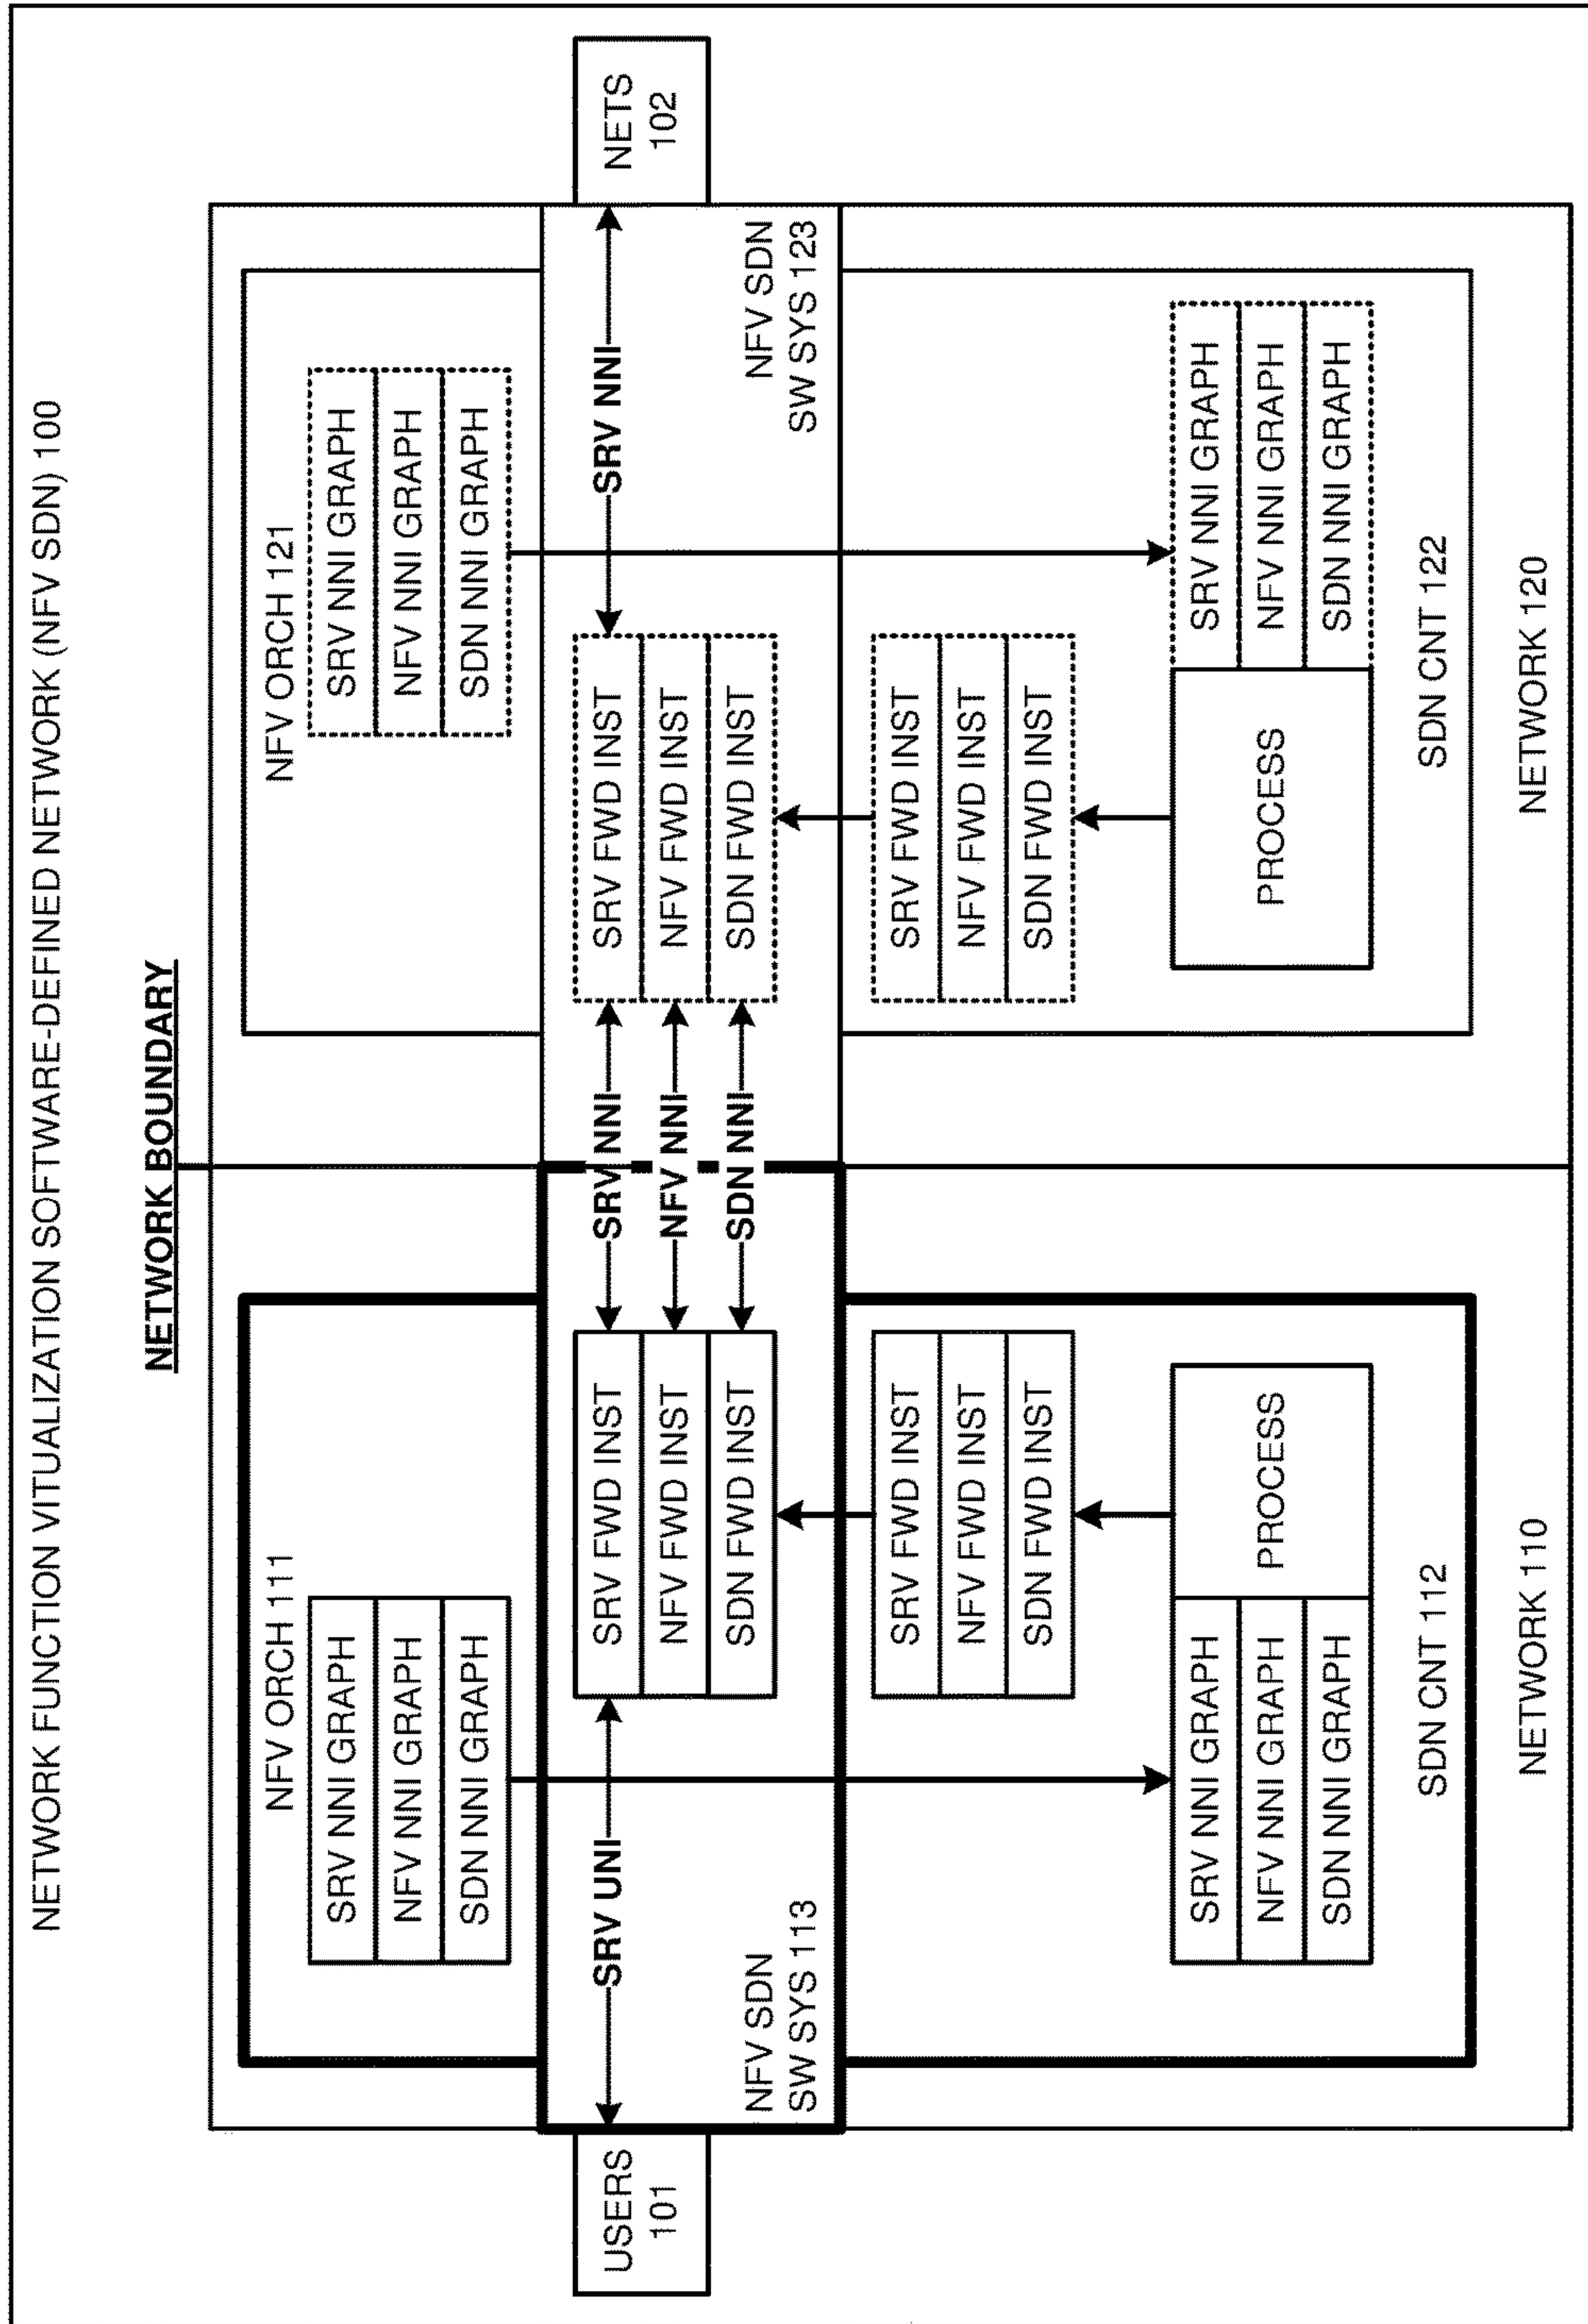 NETWORK FUNCTION VITUALIZATION SOFTWARE-DEFINED NETWORK (NFV SDN) 100
NETWORK BOUNDARY
NFV ORCH 111
SRV NNI GRAPH
NFV NNI GRAPH
SDN NNI GRAPH
NFV ORCH 121
SRV NNI GRAPH
NFV NNI GRAPH
SDN NNI GRAPH
USERS
101
SRV UNI
SRV FWD INST
NFV FWD INST
SDN FWD INST
SRV NNI
NFV NNI
SDN NNI
SRV FWD INST
NFV FWD INST
SDN FWD INST
SRV NNI
NETS
102
NFV SDN
SW SYS 113
NFV SDN
SW SYS 123
SRV FWD INST
NFV FWD INST
SDN FWD INST
SRV FWD INST
NFV FWD INST
SDN FWD INST
SRV NNI GRAPH
NFV NNI GRAPH
SDN NNI GRAPH
PROCESS
PROCESS
SRV NNI GRAPH
NFV NNI GRAPH
SDN NNI GRAPH
SDN CNT 112
SDN CNT 122
NETWORK 110
NETWORK 120